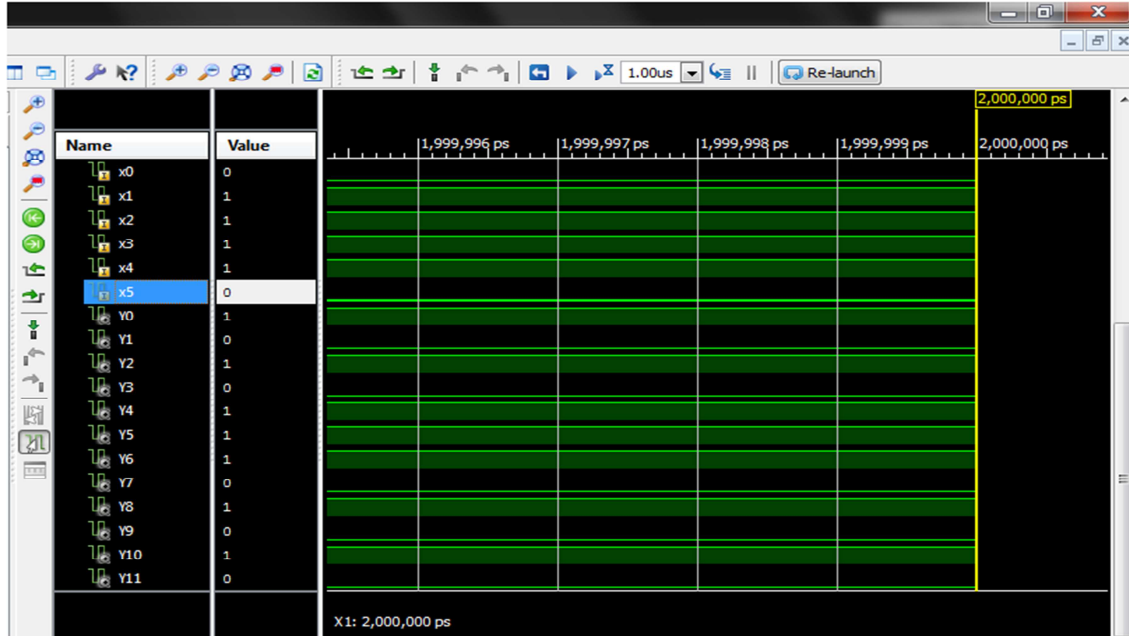 1.00us Re-launch
2,000,000 ps
Name Value 1,999,996 ps 1,999,997 ps 1,999,998 ps 1,999,999 ps 2,000,000 ps
x0 0
x1 1
x2 1
x3 1
x4 1
x5 0
Y0 1
Y1 0
Y2 1
Y3 0
Y4 1
Y5 1
Y6 1
Y7 0
Y8 1
Y9 0
Y10 1
Y11 0
X1: 2,000,000 ps